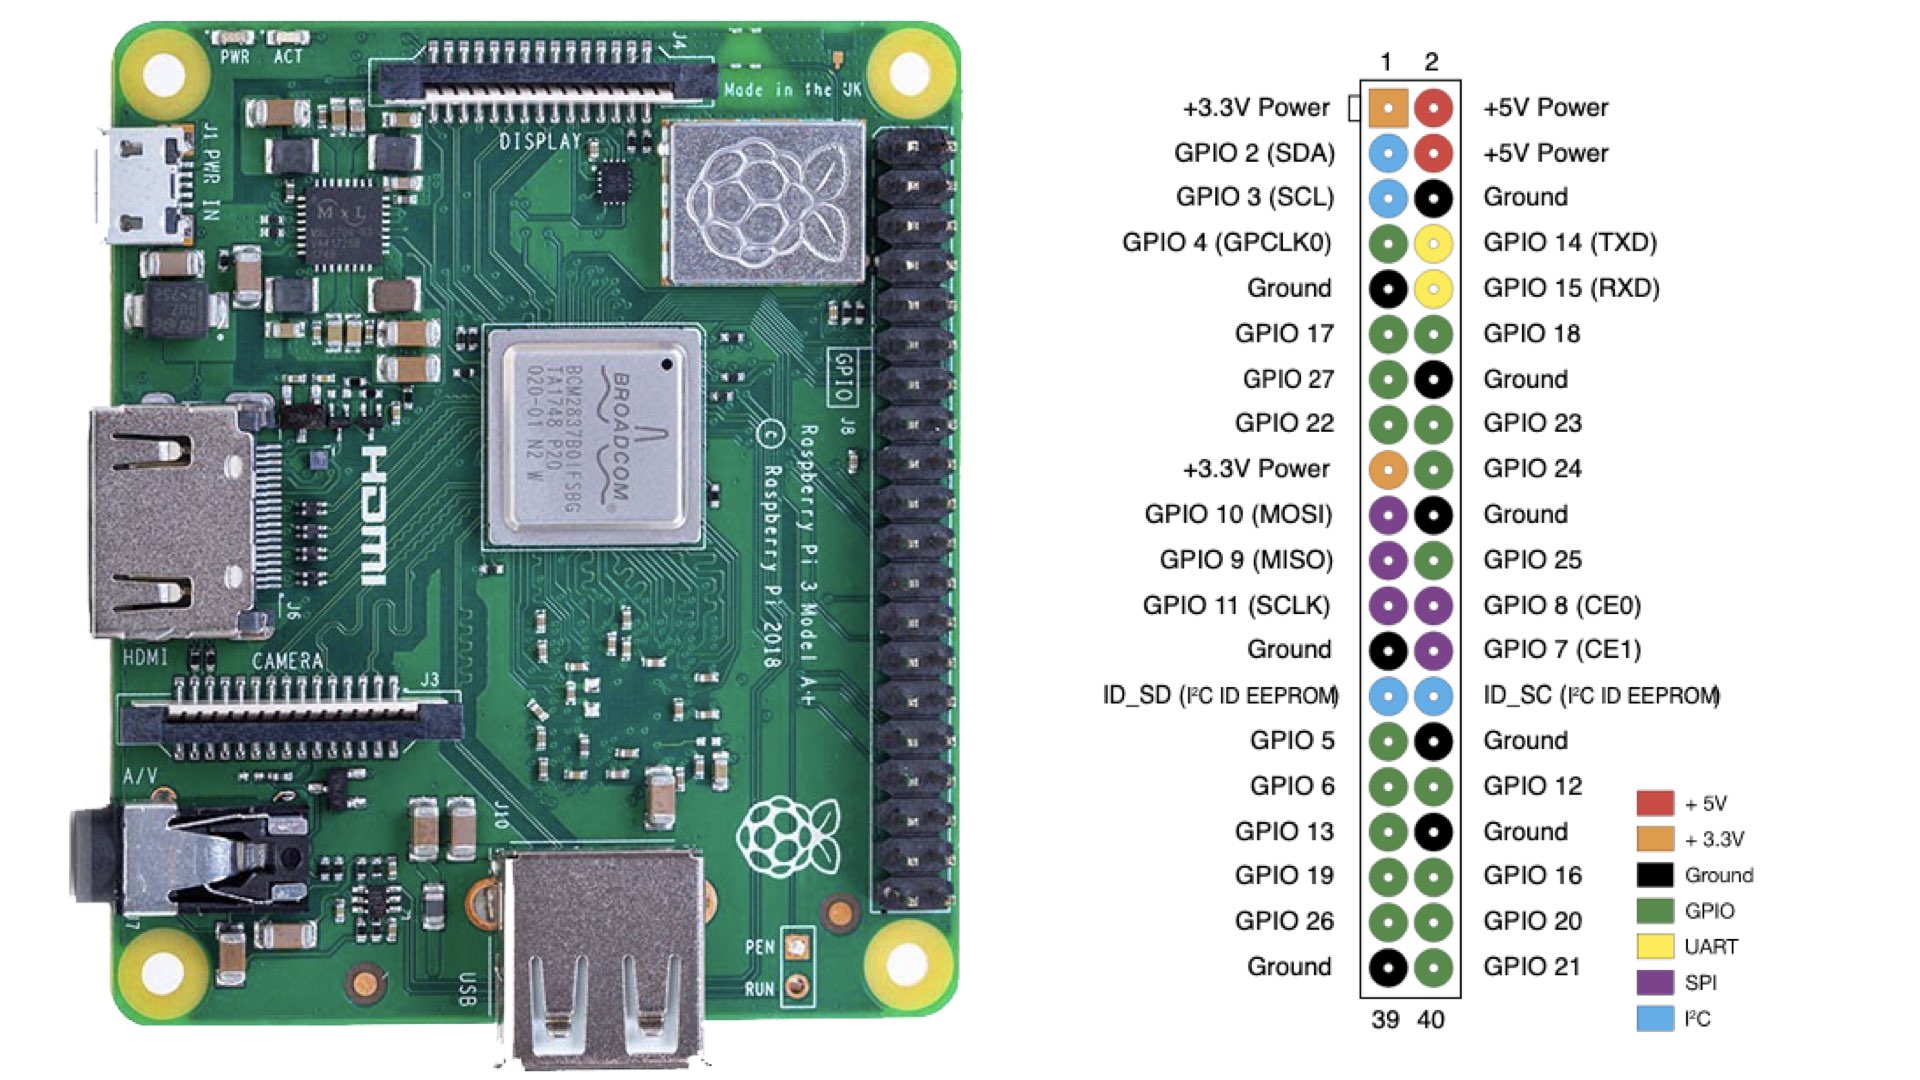 PWR ACT
J4
Made in the UK
J1 PWR IN
DISPLAY
MxL
GPIO
J8
BROADCOM
BCM2837B0IFSBG
TA1748 P20
020-01 N2 W
© Raspberry Pi 2018
Raspberry Pi 3 Model A+
HDMI
J6
HDMI
CAMERA
J3
A/V
J10
USB
PEN
RUN
1 2
+3.3V Power +5V Power
GPIO 2 (SDA) +5V Power
GPIO 3 (SCL) Ground
GPIO 4 (GPCLK0) GPIO 14 (TXD)
Ground GPIO 15 (RXD)
GPIO 17 GPIO 18
GPIO 27 Ground
GPIO 22 GPIO 23
+3.3V Power GPIO 24
GPIO 10 (MOSI) Ground
GPIO 9 (MISO) GPIO 25
GPIO 11 (SCLK) GPIO 8 (CE0)
Ground GPIO 7 (CE1)
ID_SD (I²C ID EEPROM) ID_SC (I²C ID EEPROM)
GPIO 5 Ground
GPIO 6 GPIO 12
GPIO 13 Ground
GPIO 19 GPIO 16
GPIO 26 GPIO 20
Ground GPIO 21
39 40
+ 5V
+ 3.3V
Ground
GPIO
UART
SPI
I²C